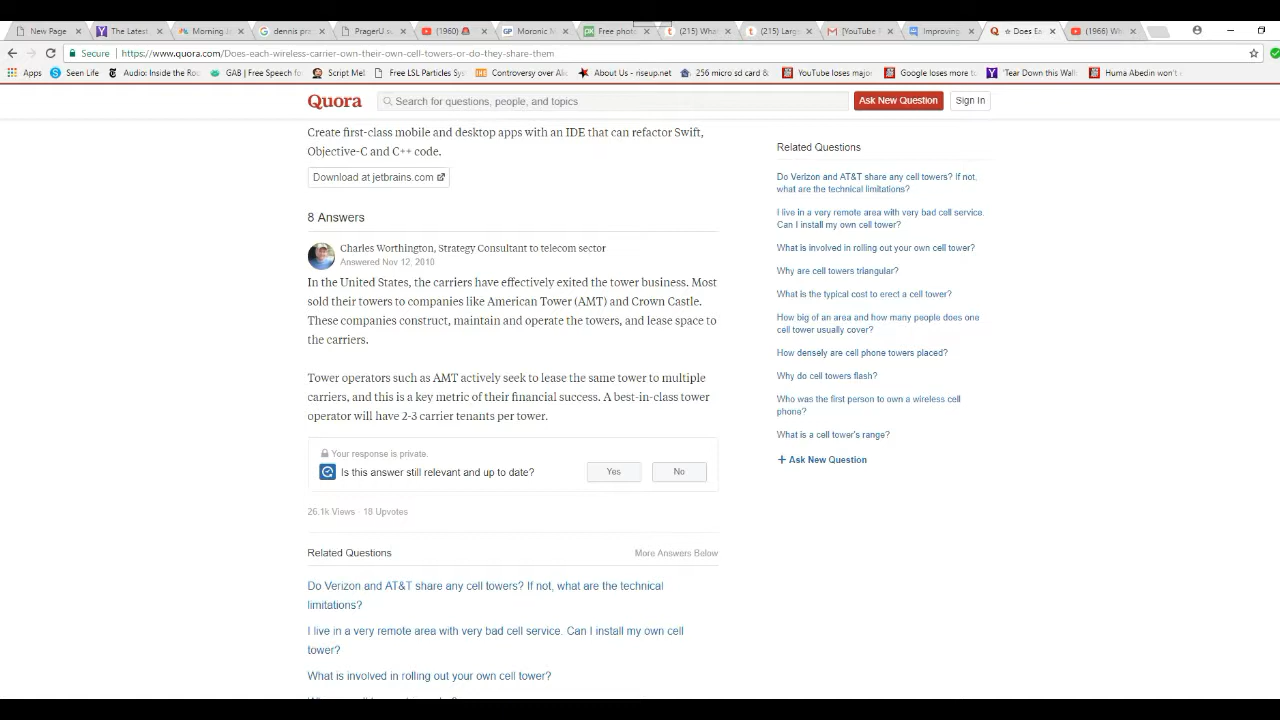 New Page
The Latest
Morning J
dennis pr
PragerU.s
(1960)
Moronic M
Free phot
(215) What
(215) Larg
[YouTube F
Improving
Does Ea
(1966) Wh
Secure
https://www.quora.com/Does-each-wireless-carrier-own-their-own-cell-towers-or-do-they-share-them
Apps
Seen Life
Audio: Inside the Ro
GAB | Free Speech fo
Script Mel
Free LSL Particles Sy
Controversy over Al
About Us - riseup.net
256 micro sd card &
YouTube loses major
Google loses more to
'Tear Down this Wall
Huma Abedin won't
Quora
Search for questions, people, and topics
Ask New Question
Sign In
Create first-class mobile and desktop apps with an IDE that can refactor Swift,
Objective-C and C++ code.
Download at jetbrains.com
8 Answers
Charles Worthington, Strategy Consultant to telecom sector
Answered Nov 12, 2010
In the United States, the carriers have effectively exited the tower business. Most
sold their towers to companies like American Tower (AMT) and Crown Castle.
These companies construct, maintain and operate the towers, and lease space to
the carriers.
Tower operators such as AMT actively seek to lease the same tower to multiple
carriers, and this is a key metric of their financial success. A best-in-class tower
operator will have 2-3 carrier tenants per tower.
Your response is private.
Is this answer still relevant and up to date?
Yes
No
26.1k Views · 18 Upvotes
Related Questions
More Answers Below
Do Verizon and AT&T share any cell towers? If not, what are the technical
limitations?
I live in a very remote area with very bad cell service. Can I install my own cell
tower?
What is involved in rolling out your own cell tower?
Related Questions
Do Verizon and AT&T share any cell towers? If not,
what are the technical limitations?
I live in a very remote area with very bad cell service.
Can I install my own cell tower?
What is involved in rolling out your own cell tower?
Why are cell towers triangular?
What is the typical cost to erect a cell tower?
How big of an area and how many people does one
cell tower usually cover?
How densely are cell phone towers placed?
Why do cell towers flash?
Who was the first person to own a wireless cell
phone?
What is a cell tower's range?
+ Ask New Question